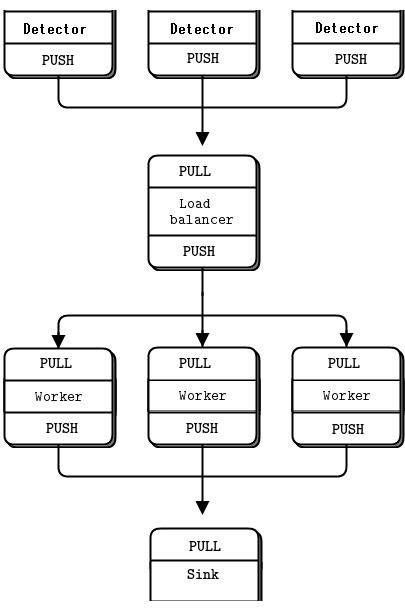 Detector Detector Detector
PUSH PUSH PUSH
PULL
Load
balancer
PUSH
PULL PULL PULL
Worker Worker Worker
PUSH PUSH PUSH
PULL
Sink